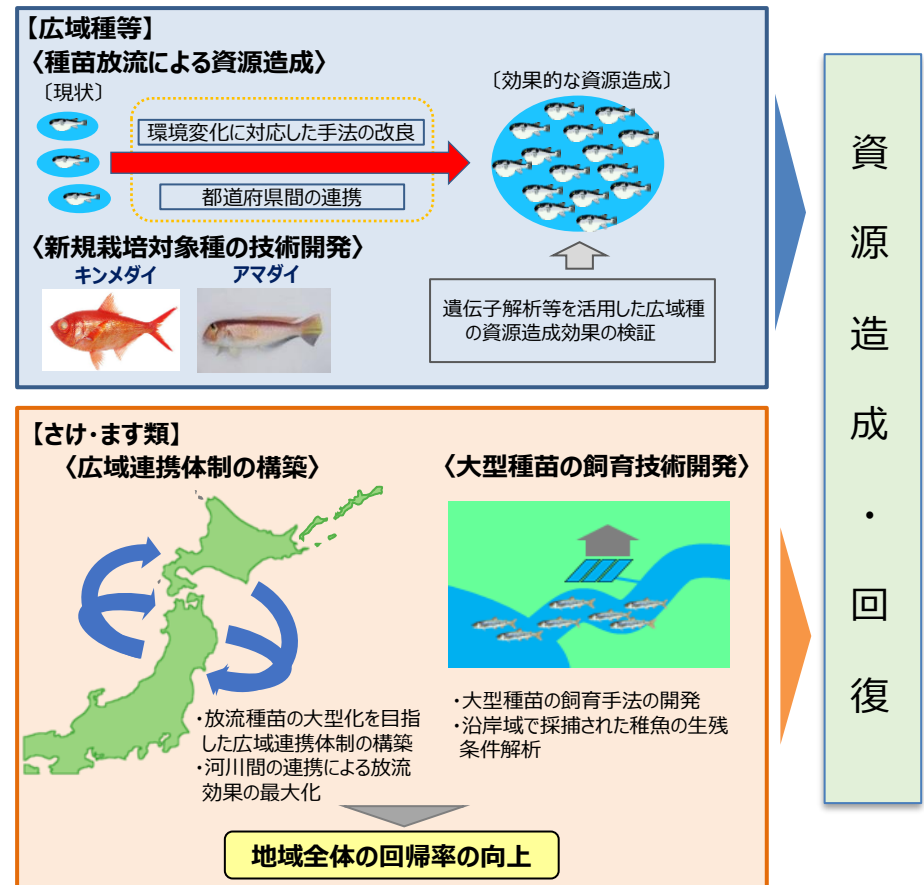 【広域種等】
〈種苗放流による資源造成〉
〔現状〕
〔効果的な資源造成〕
環境変化に対応した手法の改良
都道府県間の連携
〈新規栽培対象種の技術開発〉
キンメダイ
アマダイ
遺伝子解析等を活用した広域種
の資源造成効果の検証
【さけ・ます類】
〈広域連携体制の構築〉
・放流種苗の大型化を目指
した広域連携体制の構築
・河川間の連携による放流
効果の最大化
〈大型種苗の飼育技術開発〉
・大型種苗の飼育手法の開発
・沿岸域で採捕された稚魚の生残
条件解析
地域全体の回帰率の向上
資源造成・回復